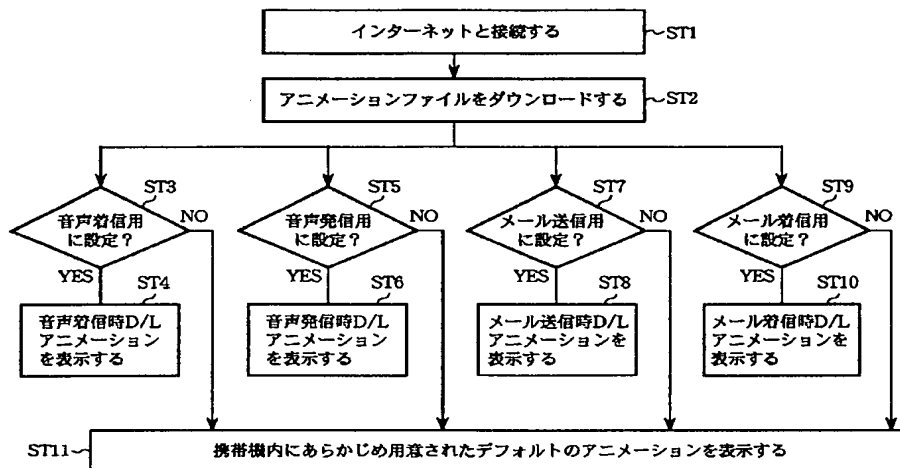 インターネットと接続する
ST1
アニメーションファイルをダウンロードする
ST2
ST3
音声着信用
に設定?
NO
YES
ST4
音声着信時D/L
アニメーション
を表示する
ST5
音声発信用
に設定?
NO
YES
ST6
音声発信時D/L
アニメーション
を表示する
ST7
メール送信用
に設定?
NO
YES
ST8
メール送信時D/L
アニメーションを
表示する
ST9
メール着信用
に設定?
NO
YES
ST10
メール着信時D/L
アニメーションを
表示する
ST11
携帯機内にあらかじめ用意されたデフォルトのアニメーションを表示する